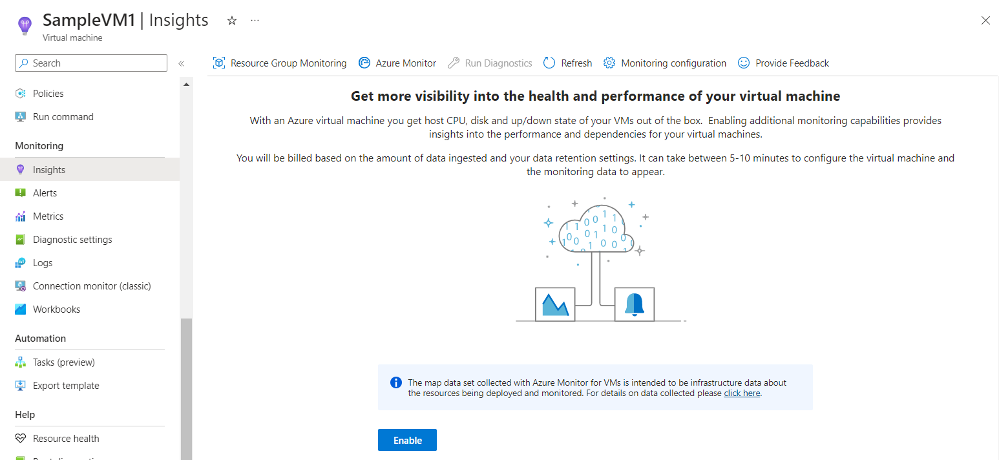 SampleVM1 | Insights
Virtual machine
Search
Resource Group Monitoring
Azure Monitor
Run Diagnostics
Refresh
Monitoring configuration
Provide Feedback
Policies
Run command
Monitoring
Insights
Alerts
Metrics
Diagnostic settings
Logs
Connection monitor (classic)
Workbooks
Automation
Tasks (preview)
Export template
Help
Resource health
Get more visibility into the health and performance of your virtual machine
With an Azure virtual machine you get host CPU, disk and up/down state of your VMs out of the box. Enabling additional monitoring capabilities provides
insights into the performance and dependencies for your virtual machines.
You will be billed based on the amount of data ingested and your data retention settings. It can take between 5-10 minutes to configure the virtual machine and
the monitoring data to appear.
The map data set collected with Azure Monitor for VMs is intended to be infrastructure data about
the resources being deployed and monitored. For details on data collected please click here.
Enable